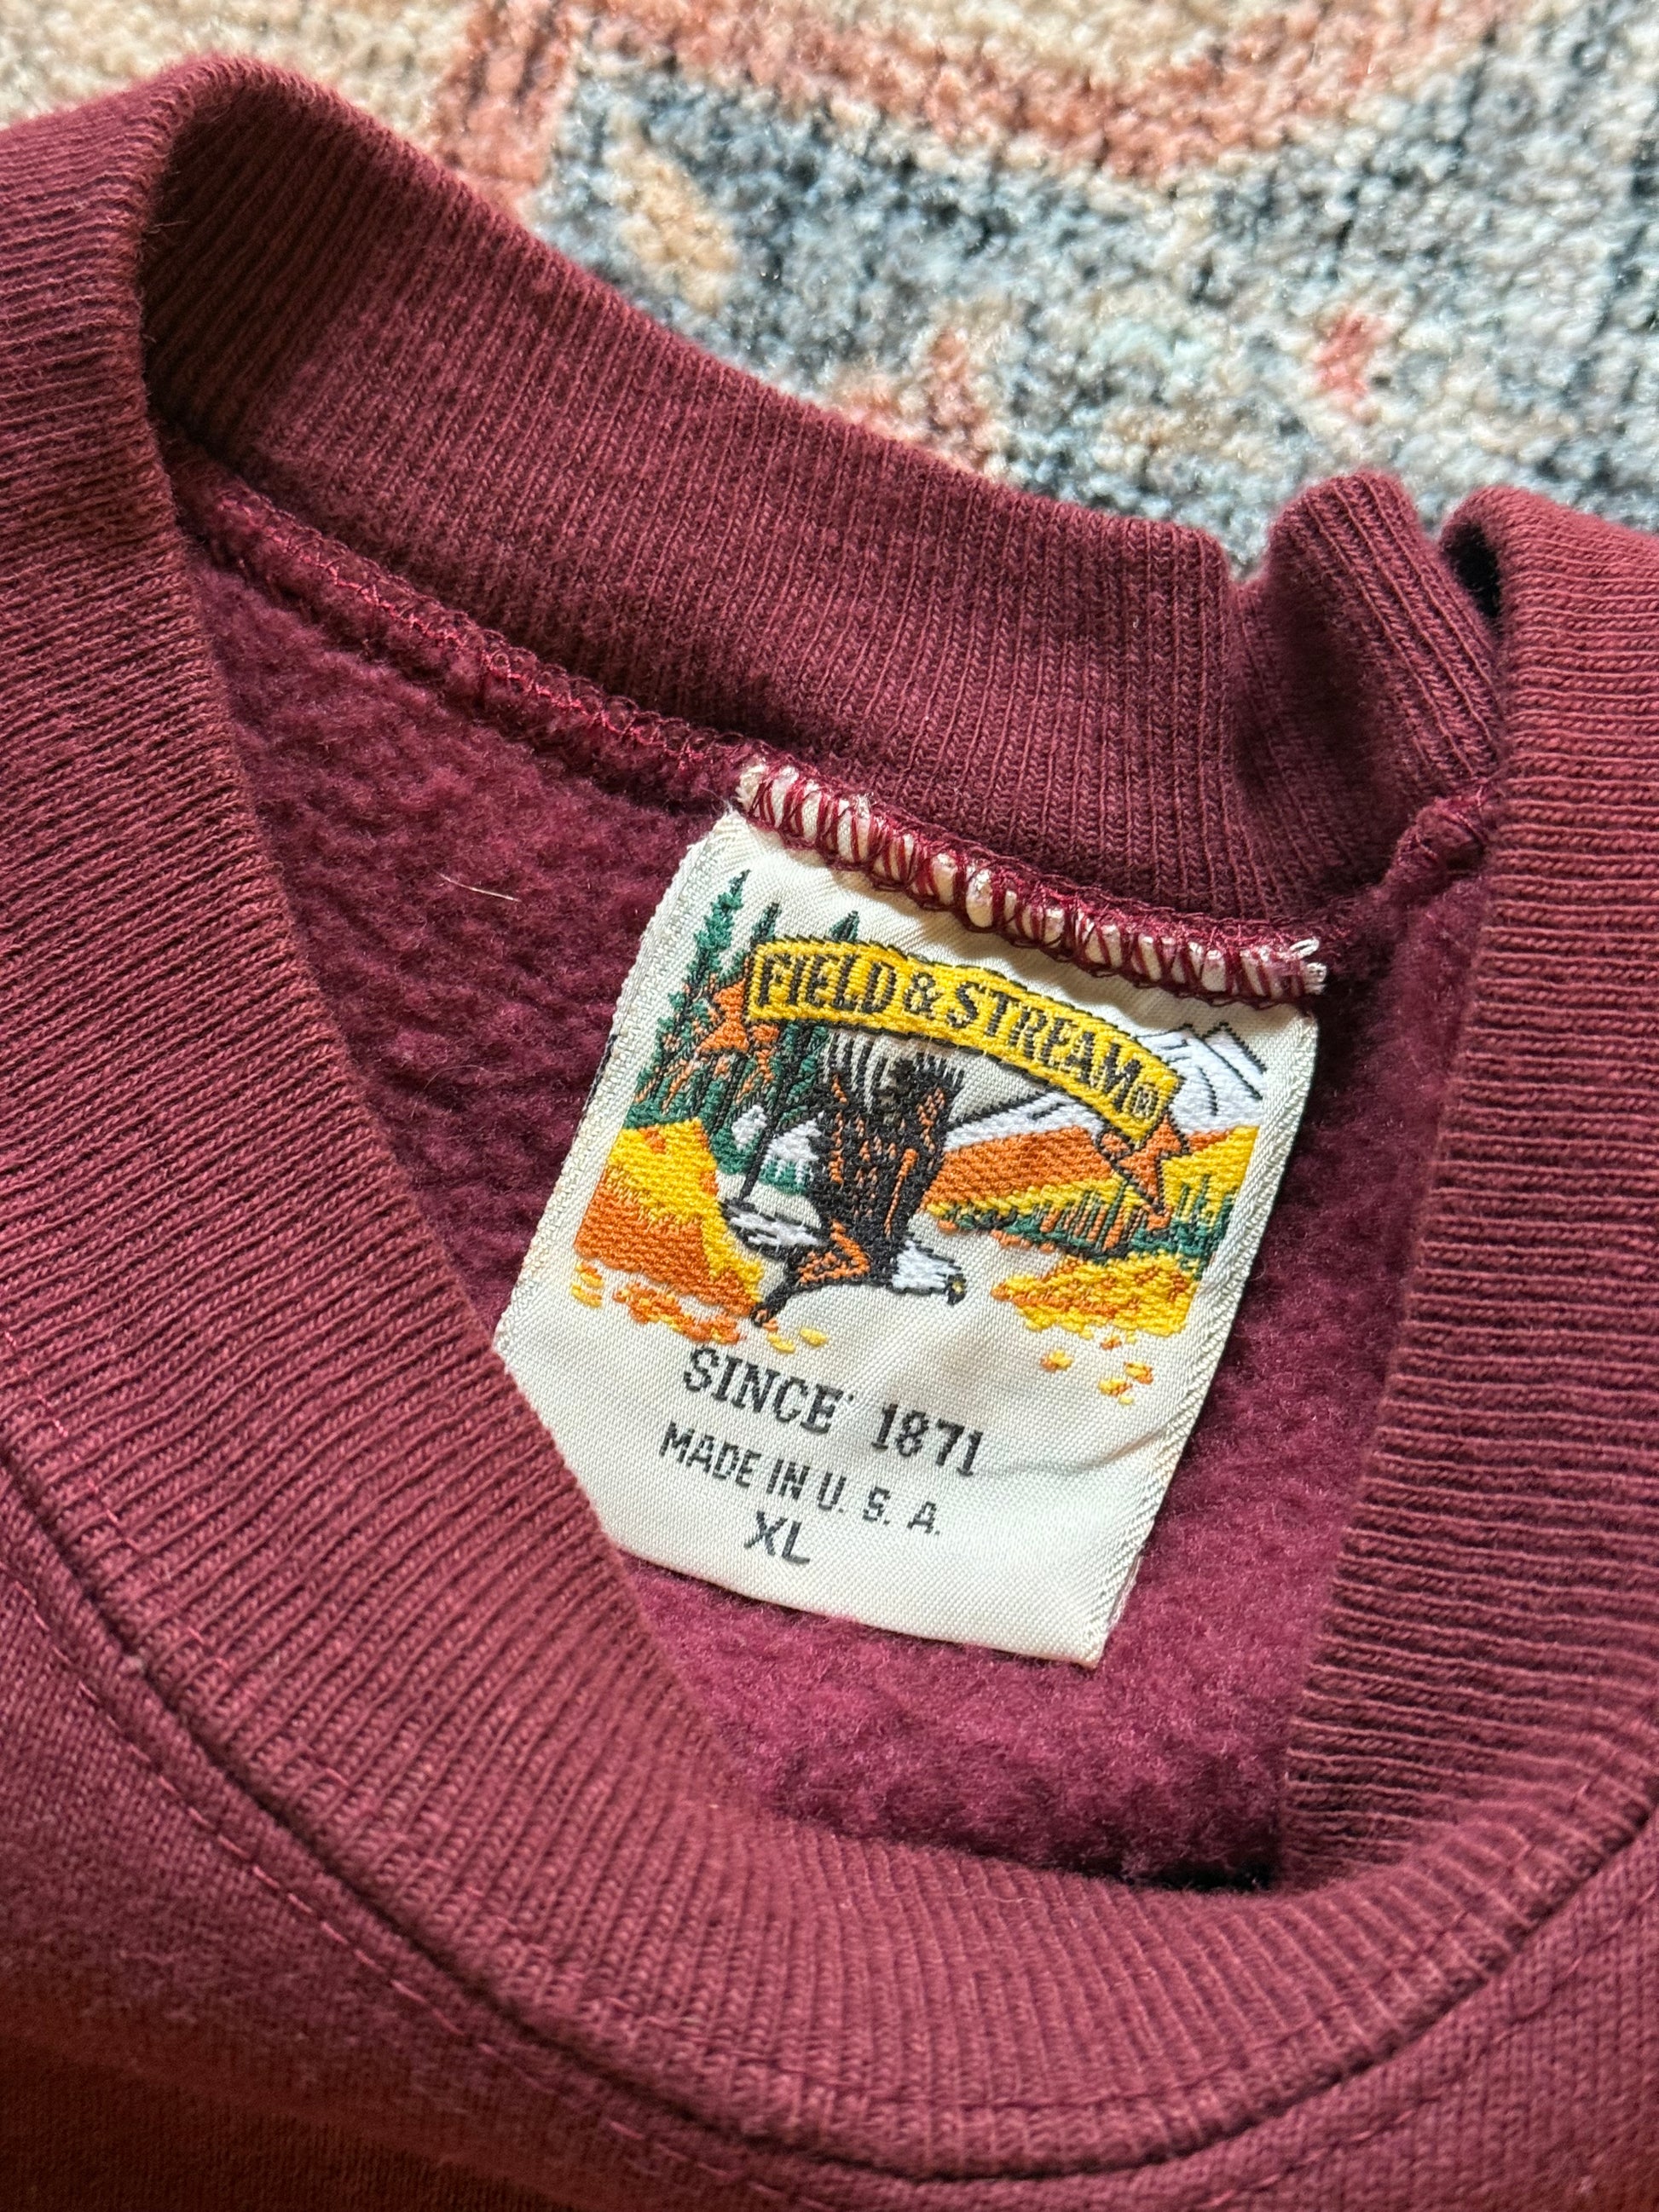 FIELD & STREAM®
SINCE 1871
MADE IN U. S. A.
XL